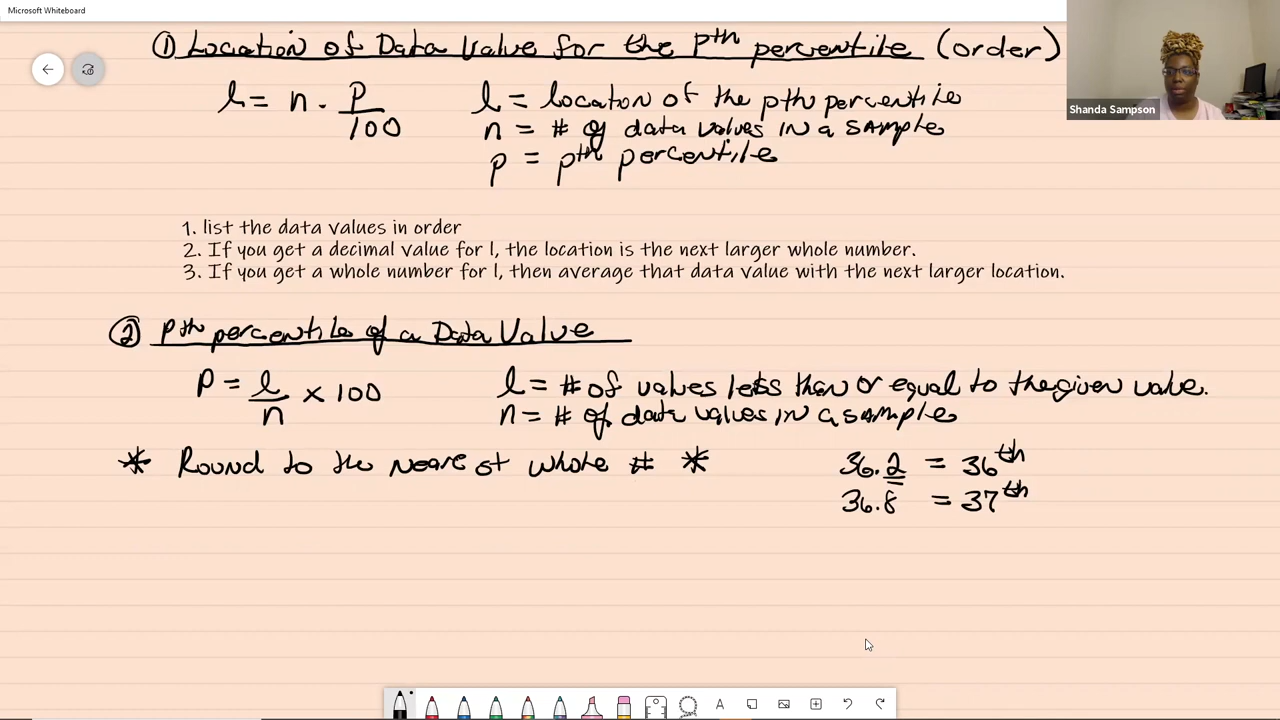 Microsoft Whiteboard
① Location of Data Value for the Pth percentile (order)
Shanda Sampson
l = n · P/100
l = location of the pth percentile
n = # of data values in a sample
p = pth percentile
1. list the data values in order
2. If you get a decimal value for l, the location is the next larger whole number.
3. If you get a whole number for l, then average that data value with the next larger location.
② Pth percentile of a Data Value
P = l/n × 100
l = # of values less than or equal to the given value.
n = # of data values in a sample
* Round to the nearest whole # *
36.2 = 36th
36.8 = 37th